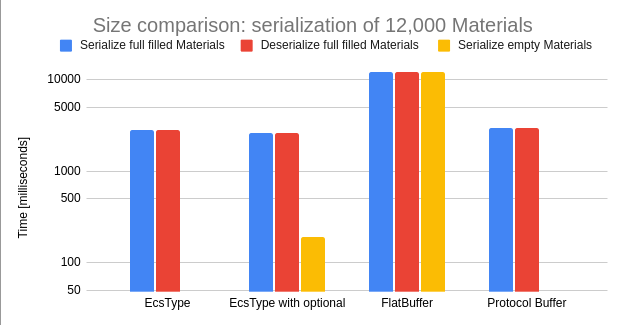 Size comparison: serialization of 12,000 Materials
Serialize full filled Materials Deserialize full filled Materials Serialize empty Materials
10000
5000
1000
500
100
50
Time [milliseconds]
EcsType EcsType with optional FlatBuffer Protocol Buffer